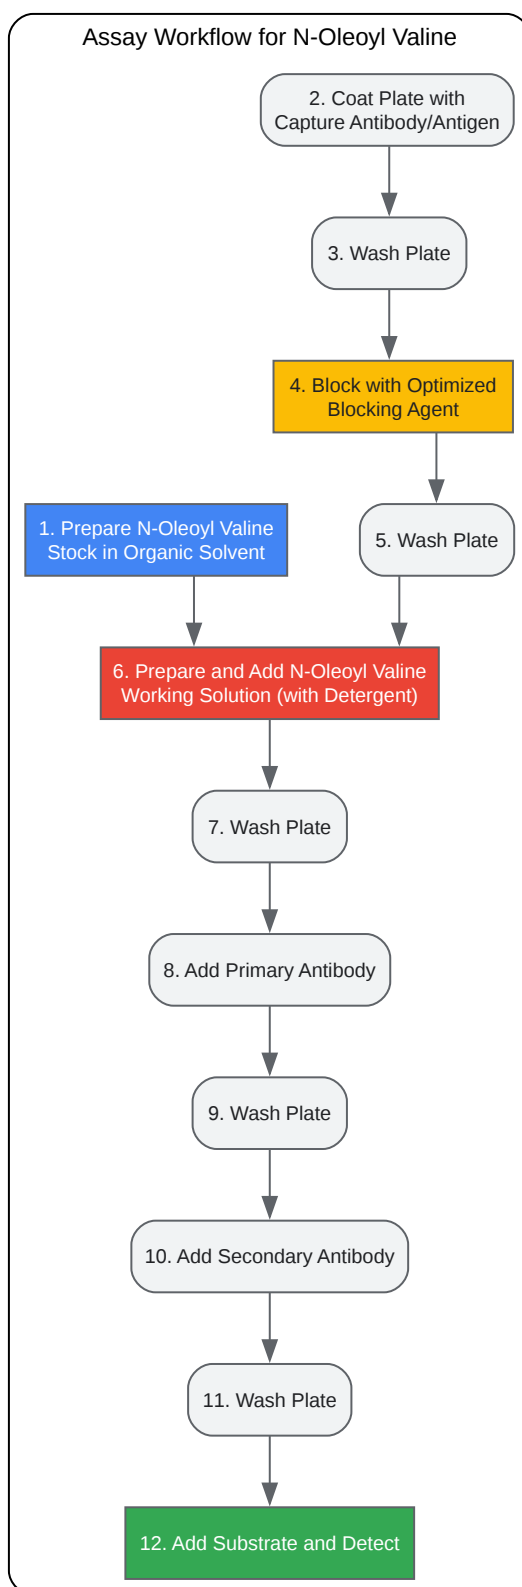 Assay Workflow for N-Oleoyl Valine
2. Coat Plate with
Capture Antibody/Antigen
3. Wash Plate
4. Block with Optimized
Blocking Agent
1. Prepare N-Oleoyl Valine
Stock in Organic Solvent
5. Wash Plate
6. Prepare and Add N-Oleoyl Valine
Working Solution (with Detergent)
7. Wash Plate
8. Add Primary Antibody
9. Wash Plate
10. Add Secondary Antibody
11. Wash Plate
12. Add Substrate and Detect